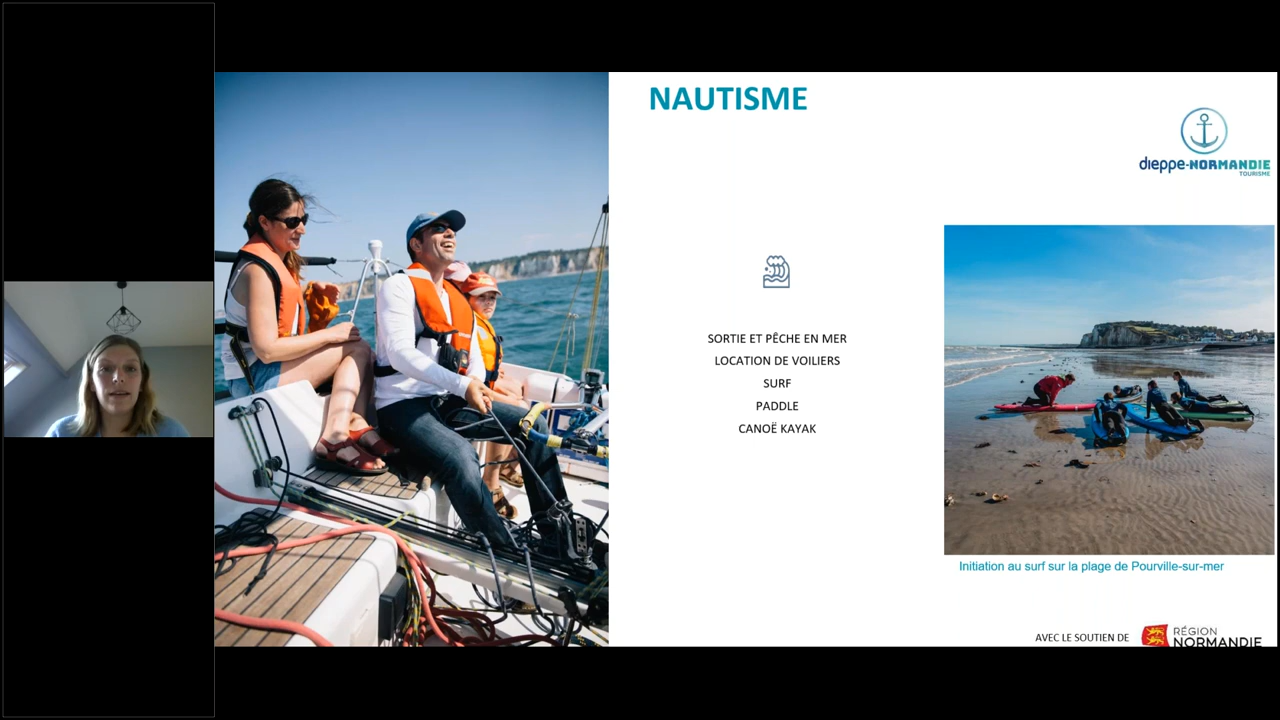 NAUTISME
dieppe-NORMANDIE
TOURISME
SORTIE ET PÊCHE EN MER
LOCATION DE VOILIERS
SURF
PADDLE
CANOË KAYAK
Initiation au surf sur la plage de Pourville-sur-mer
AVEC LE SOUTIEN DE
RÉGION
NORMANDIE